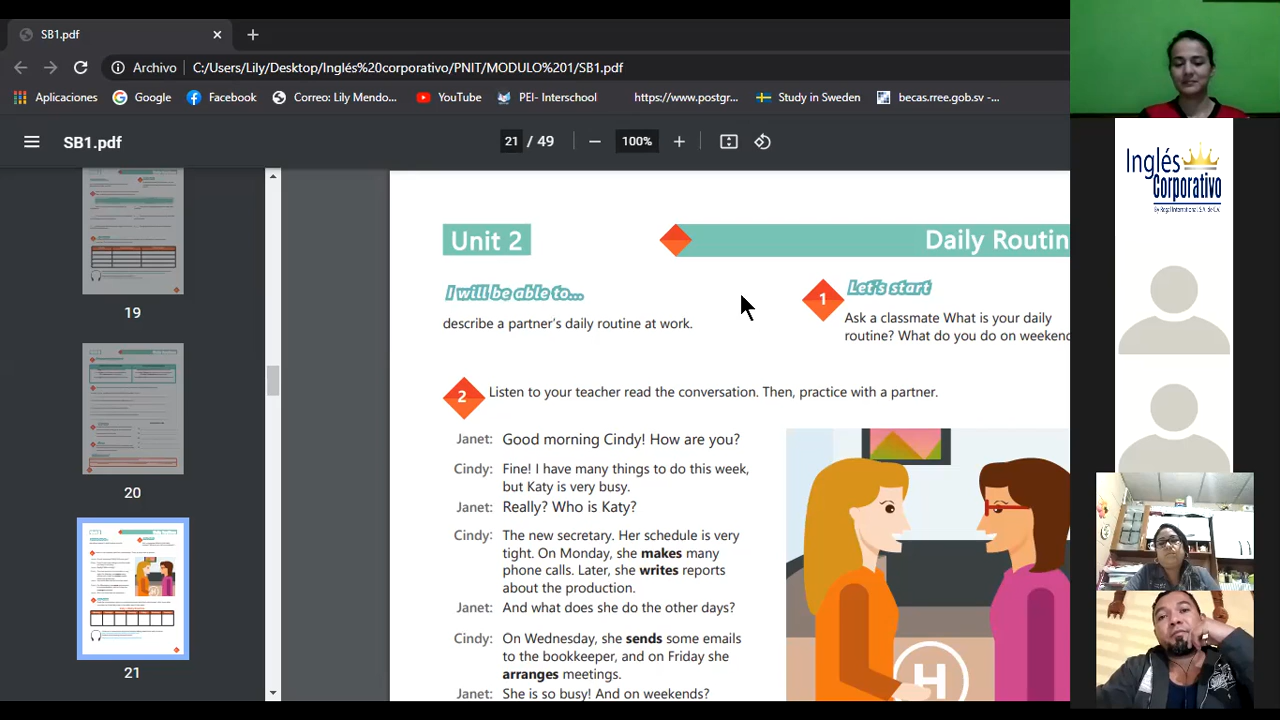 SB1.pdf
Archivo C:/Users/Lily/Desktop/Inglés%20corporativo/PNIT/MODULO%201/SB1.pdf
Aplicaciones Google Facebook Correo: Lily Mendo... YouTube PEI- Interschool https://www.postgr... Study in Sweden becas.rree.gob.sv -...
SB1.pdf 21 / 49 100%
19
20
21
Unit 2 Daily Routin
I will be able to...
describe a partner's daily routine at work.
1 Let's start
Ask a classmate What is your daily
routine? What do you do on weekend
2 Listen to your teacher read the conversation. Then, practice with a partner.
Janet: Good morning Cindy! How are you?
Cindy: Fine! I have many things to do this week,
but Katy is very busy.
Janet: Really? Who is Katy?
Cindy: The new secretary. Her schedule is very
tight. On Monday, she makes many
phone calls. Later, she writes reports
about the production.
Janet: And what does she do the other days?
Cindy: On Wednesday, she sends some emails
to the bookkeeper, and on Friday she
arranges meetings.
Janet: She is so busy! And on weekends?
H
Inglés
Corporativo
By Regal International, S.A. de C.V.